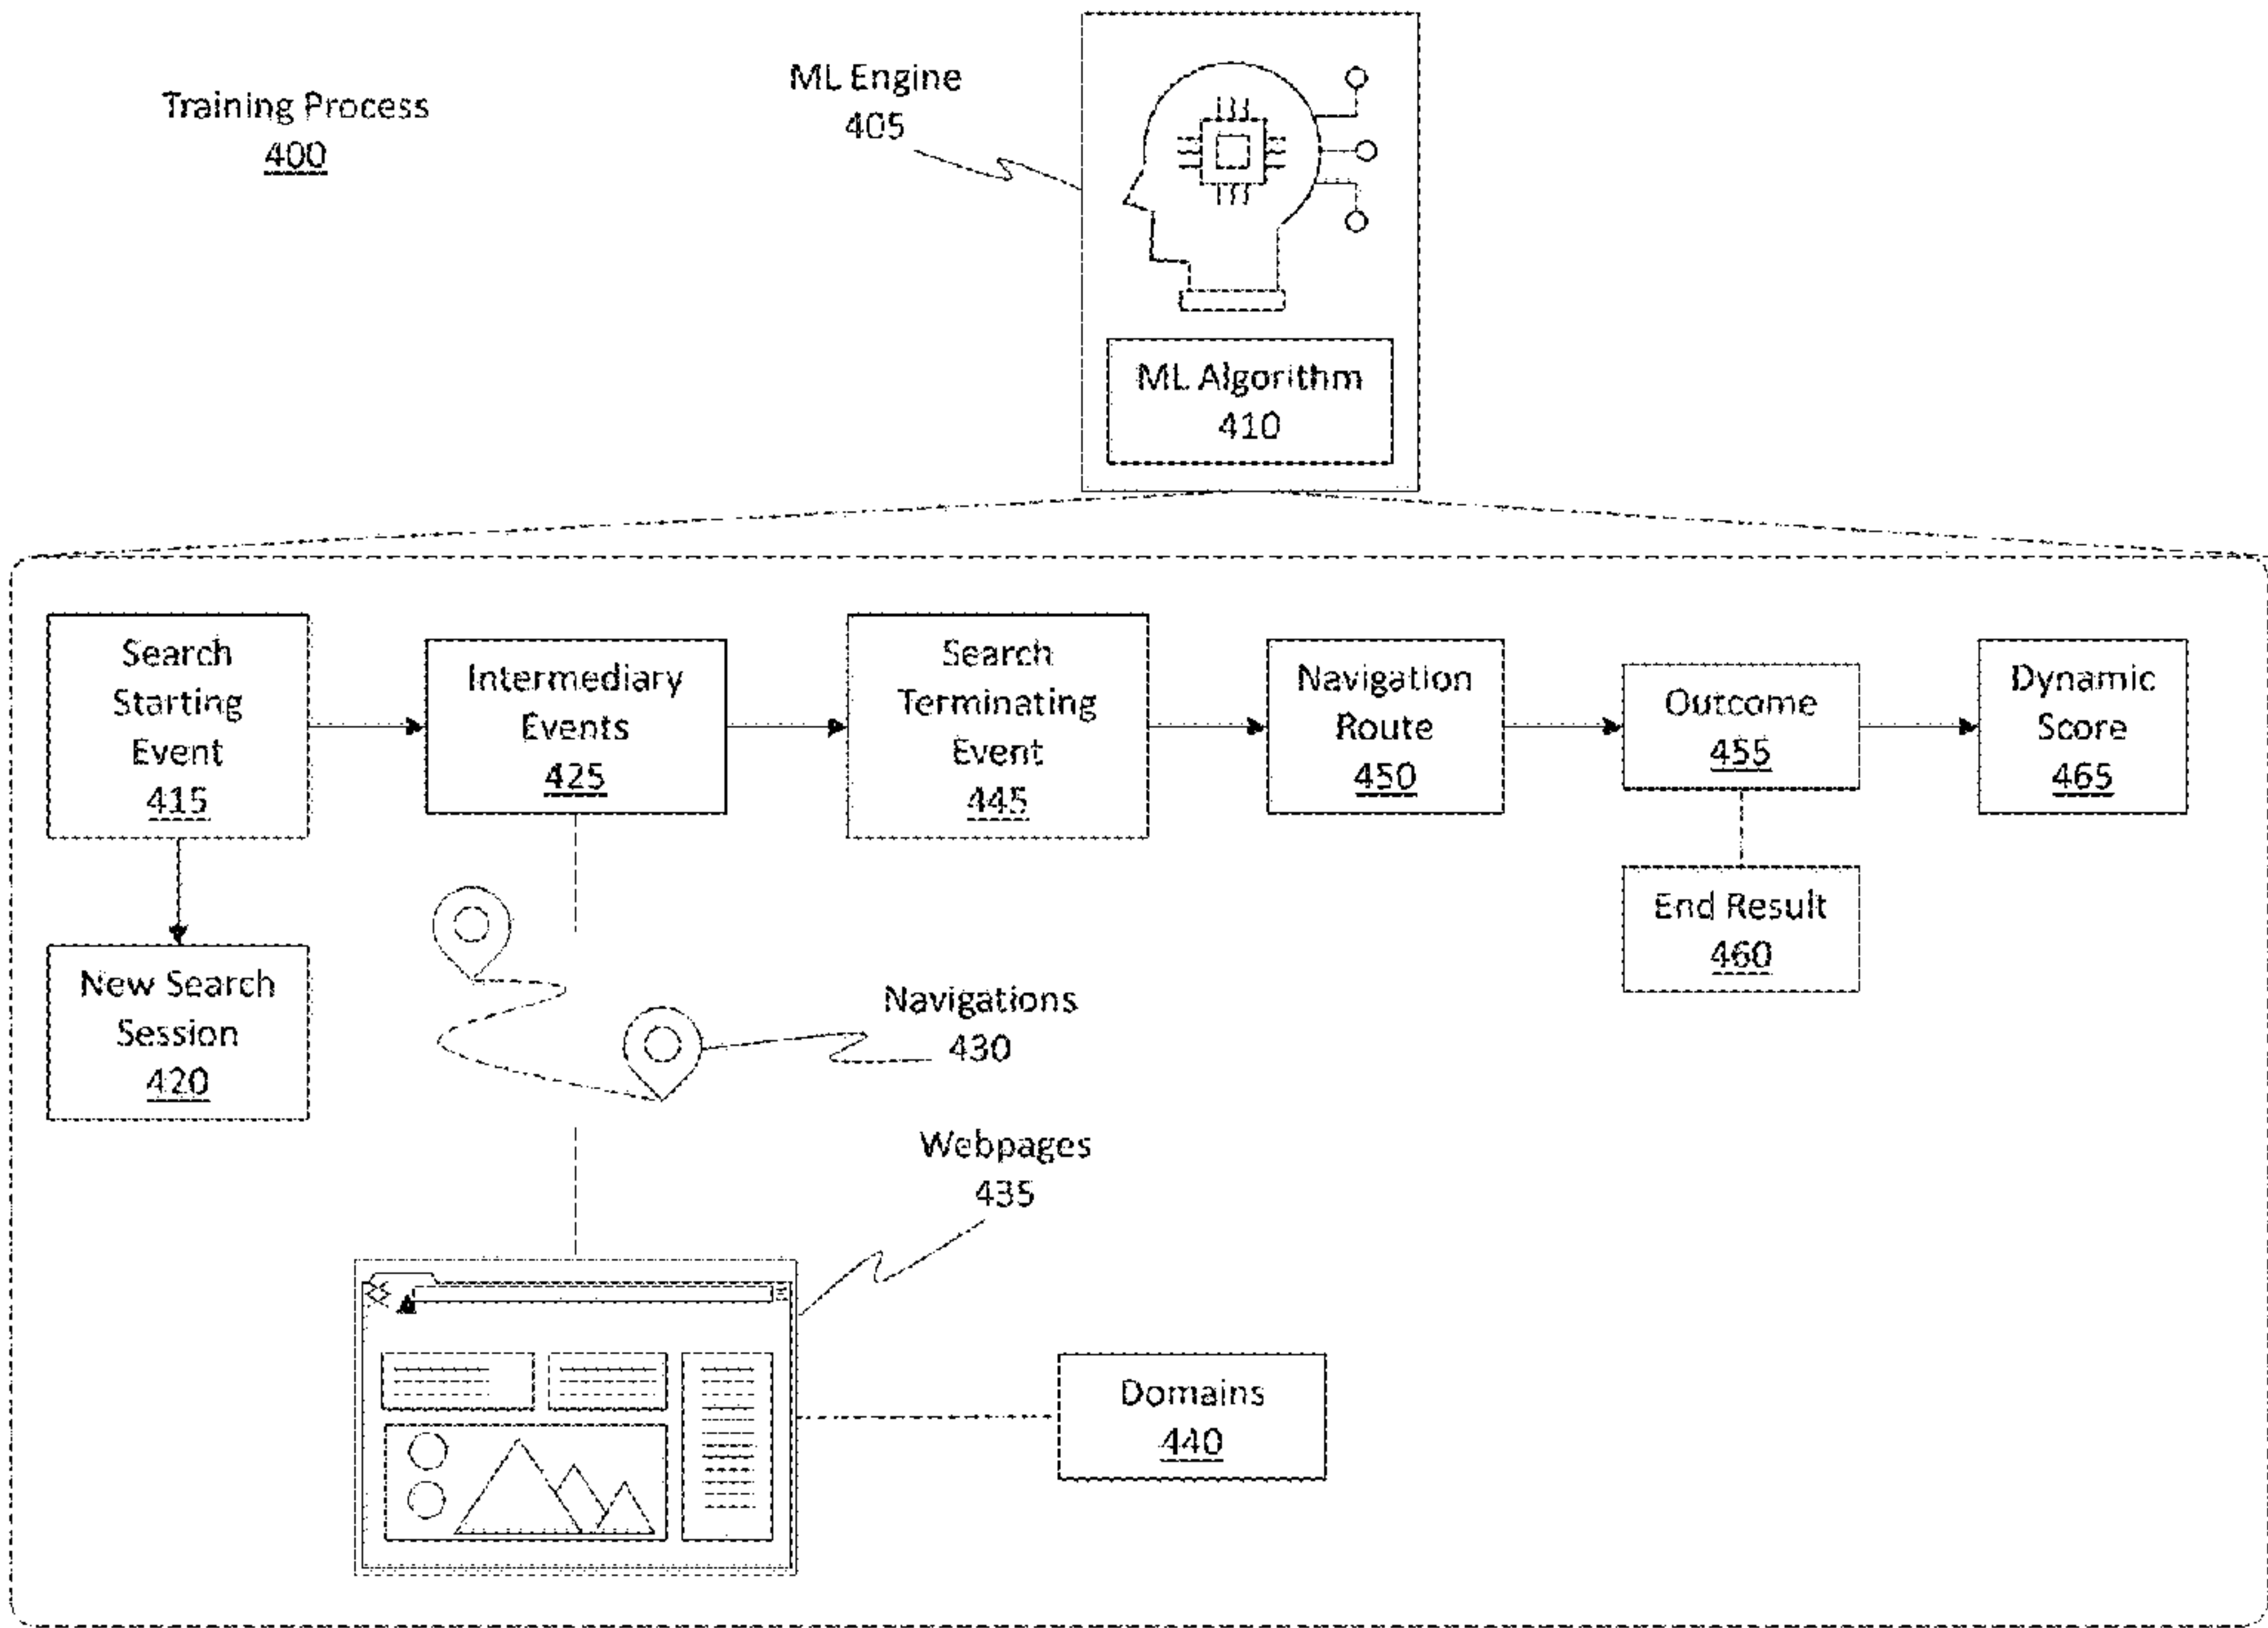 Training Process
400
ML Engine
405
ML Algorithm
410
Search
Starting
Event
415
Intermediary
Events
425
Search
Terminating
Event
445
Navigation
Route
450
Outcome
455
Dynamic
Score
465
End Result
460
New Search
Session
420
Navigations
430
Webpages
435
Domains
440